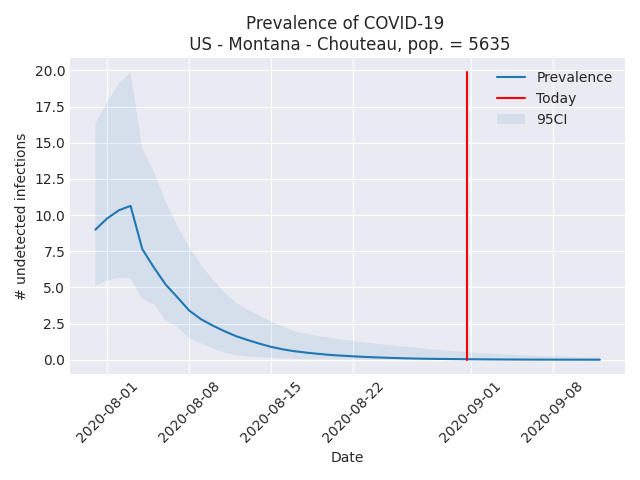 Prevalence of COVID-19
US - Montana - Chouteau, pop. = 5635
20.0
17.5
15.0
12.5
10.0
7.5
5.0
2.5
0.0
# undetected infections
Prevalence
Today
95CI
2020-08-01
2020-08-08
2020-08-15
2020-08-22
2020-09-01
2020-09-08
Date